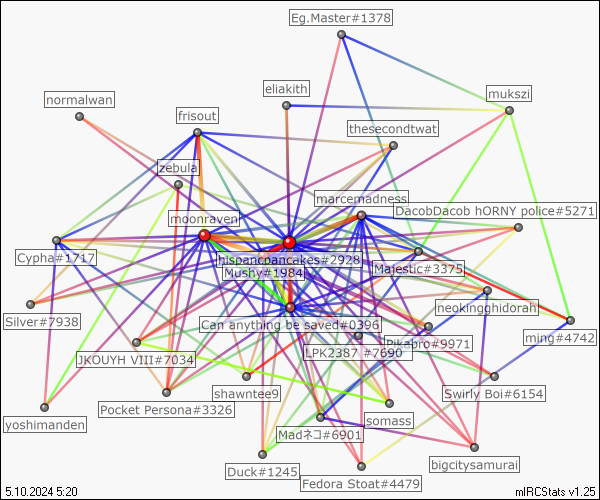 Eg.Master#1378
eliakith
mukszi
normalwan
frisout
thesecondtwat
zebula
marcemadness
DacobDacob hORNY police#5271
moonraven
Cypha#1717
hispanicpancakes#2928
Mushy#1984
Majestic#3375
neokingghidorah
Silver#7938
Can anything be saved#0396
Pikabro#9971
ming#4742
JKOUYH VIII#7034
LPK2387 #7690
shawntee9
Swirly Boi#6154
Pocket Persona#3326
somass
yoshimanden
Madネコ#6901
bigcitysamurai
Duck#1245
Fedora Stoat#4479
5.10.2024 5:20
mIRCStats v1.25